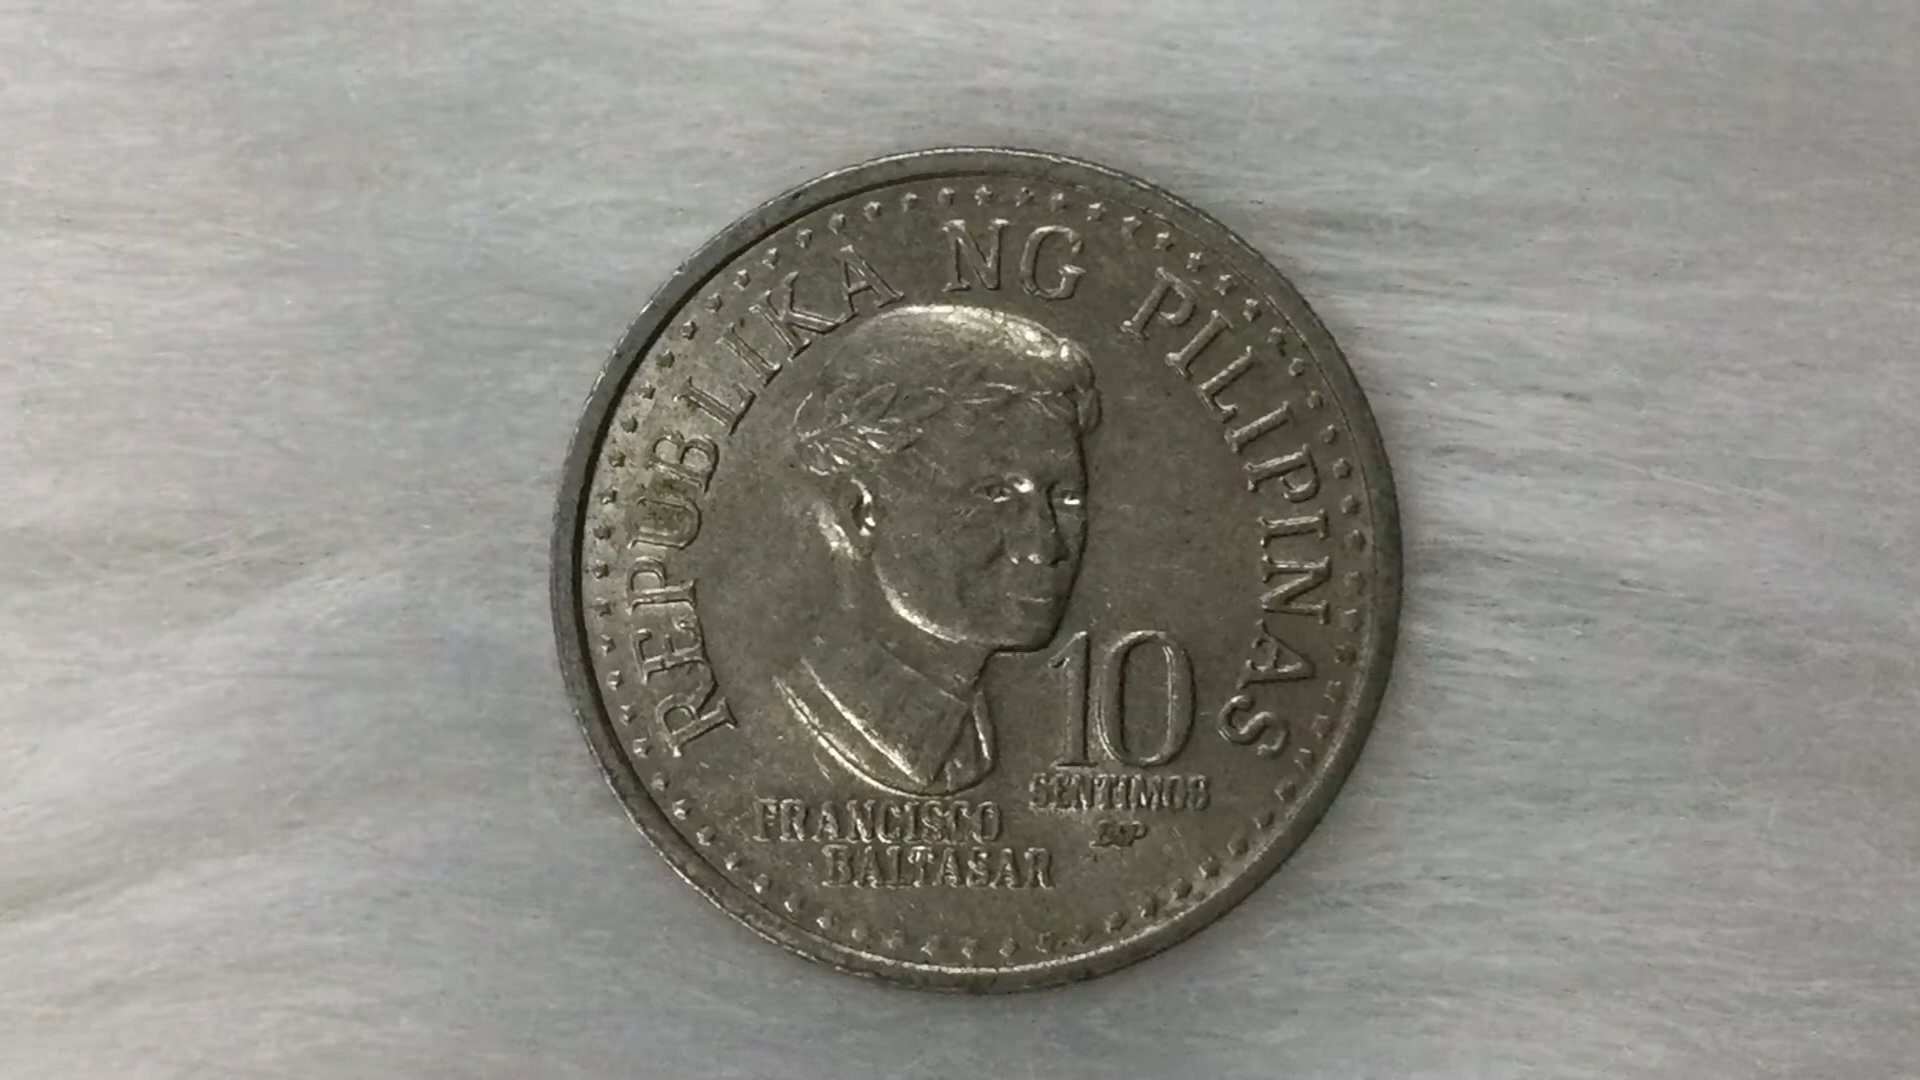 REPUBLIKA NG PILIPINAS
10
SENTIMOS
FRANCISCO
BALTASAR